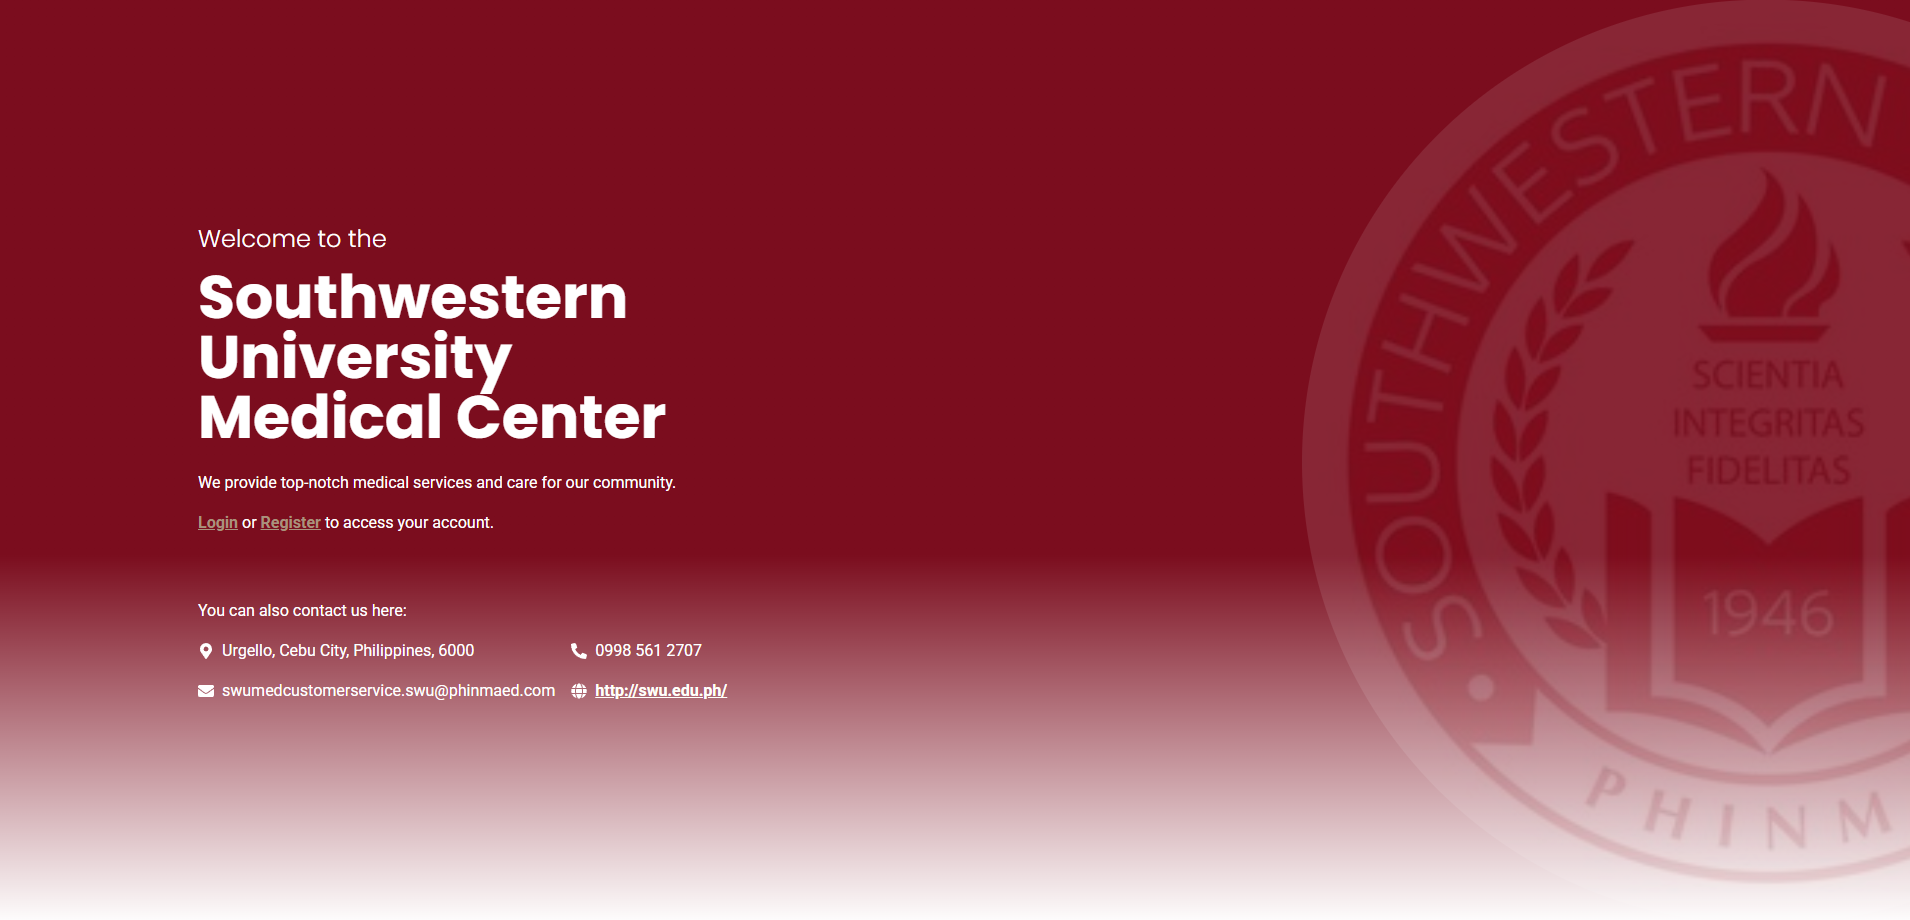 Welcome to the
Southwestern
University
Medical Center
We provide top-notch medical services and care for our community.
Login or Register to access your account.
You can also contact us here:
Urgello, Cebu City, Philippines, 6000
0998 561 2707
swumedcustomerservice.swu@phinmaed.com
http://swu.edu.ph/
SOUTHWESTERN
SCIENTIA
INTEGRITAS
FIDELITAS
1946
PHINM